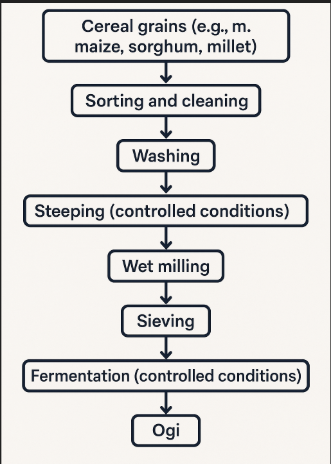 Cereal grains (e.g., m.
maize, sorghum, millet)
Sorting and cleaning
Washing
Steeping (controlled conditions)
Wet milling
Sieving
Fermentation (controlled conditions)
Ogi